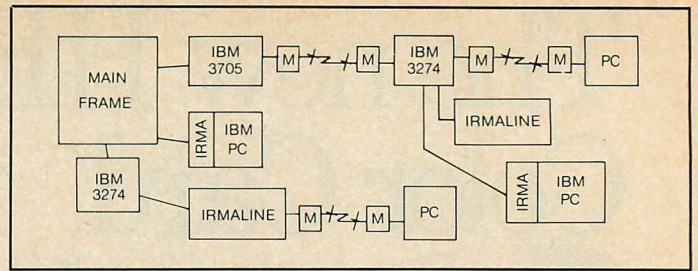 MAIN
FRAME
IBM
3705
M
M
IBM
3274
M
M
PC
IRMA
IBM
PC
IRMALINE
IBM
3274
IRMALINE
M
M
PC
IRMA
IBM
PC